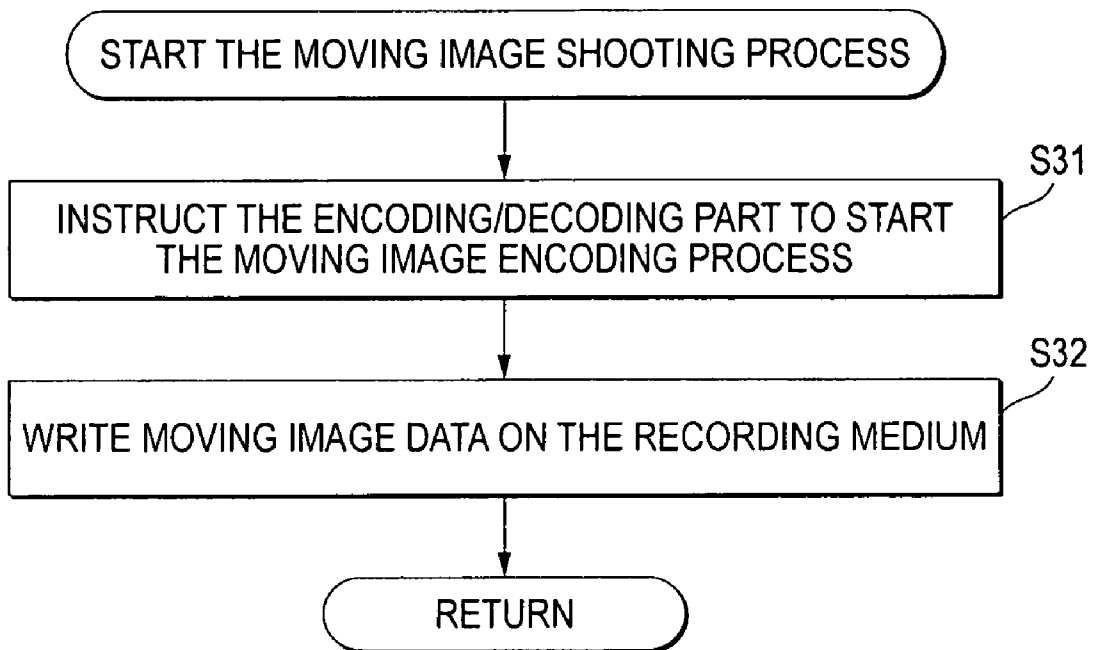 START THE MOVING IMAGE SHOOTING PROCESS
S31
INSTRUCT THE ENCODING/DECODING PART TO START
THE MOVING IMAGE ENCODING PROCESS
S32
WRITE MOVING IMAGE DATA ON THE RECORDING MEDIUM
RETURN